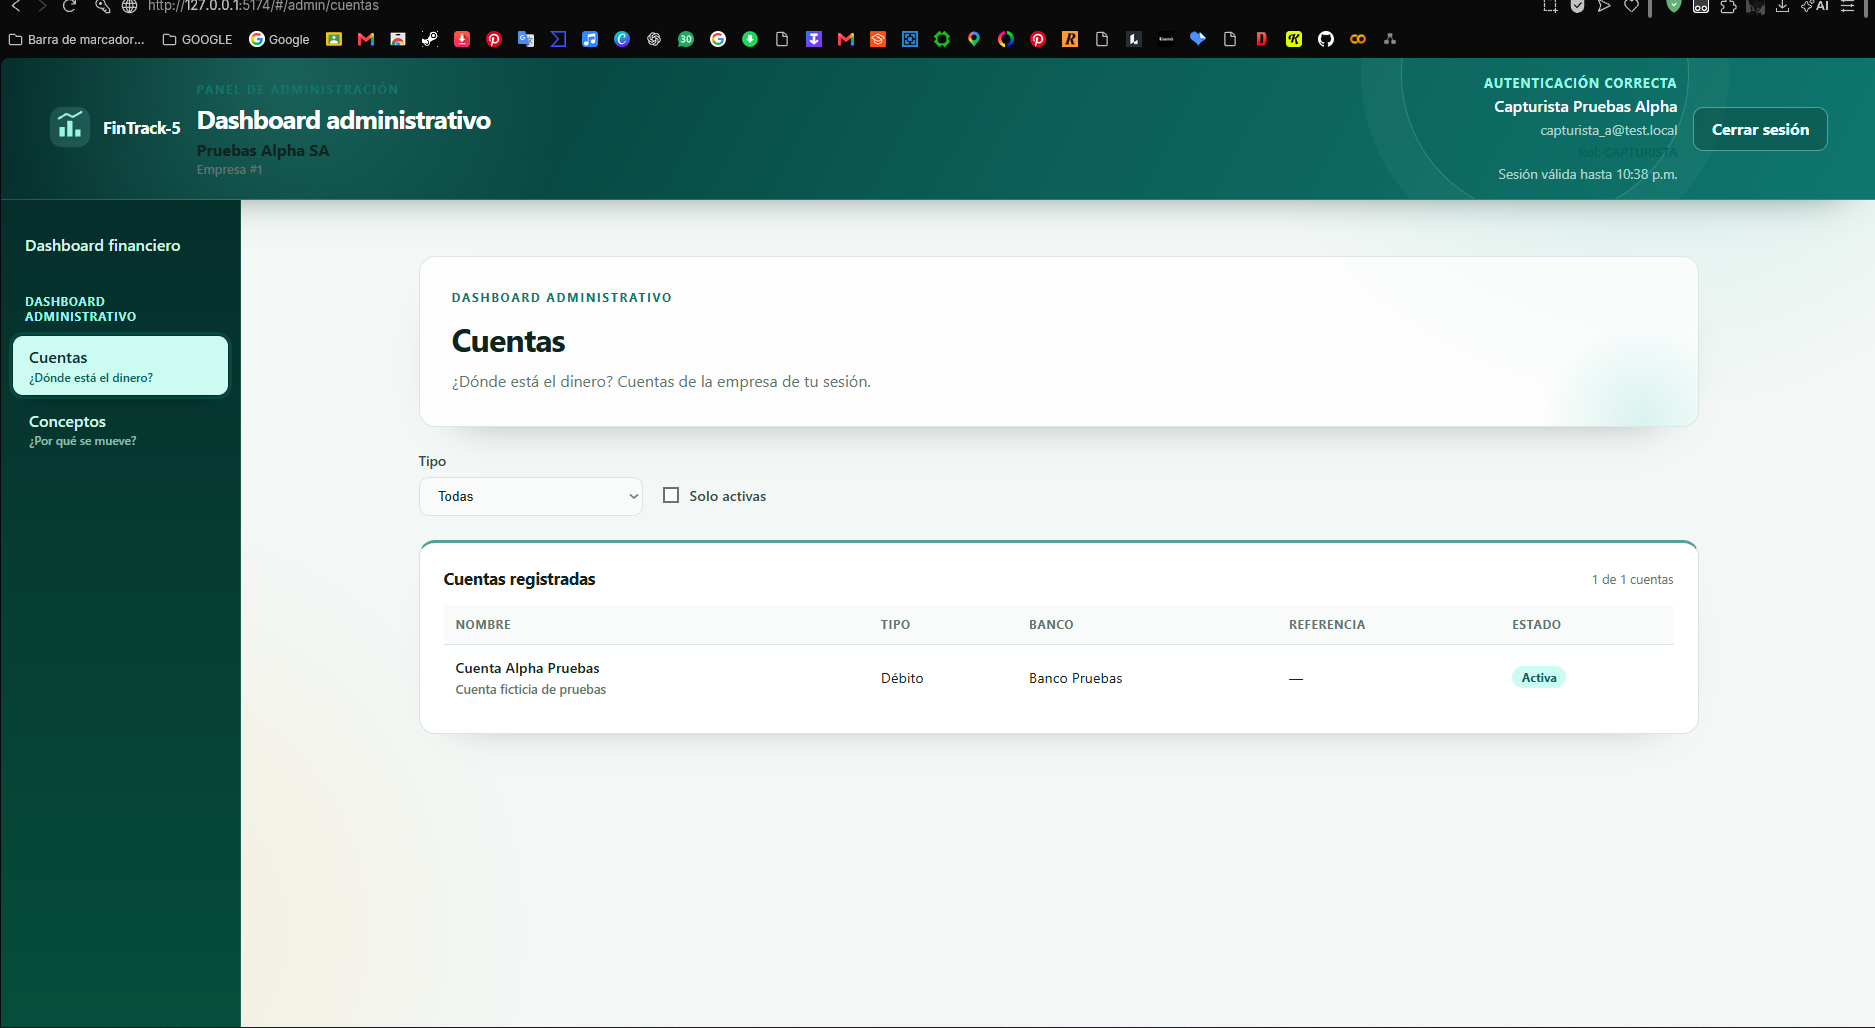 http://127.0.0.1:5174/#/admin/cuentas
AI
Barra de marcador...
GOOGLE
Google
30
PANEL DE ADMINISTRACIÓN
FinTrack-5
Dashboard administrativo
Pruebas Alpha SA
Empresa #1
AUTENTICACIÓN CORRECTA
Capturista Pruebas Alpha
capturista_a@test.local
Rol: CAPTURISTA
Sesión válida hasta 10:38 p.m.
Cerrar sesión
Dashboard financiero
DASHBOARD
ADMINISTRATIVO
Cuentas
¿Dónde está el dinero?
Conceptos
¿Por qué se mueve?
DASHBOARD ADMINISTRATIVO
Cuentas
¿Dónde está el dinero? Cuentas de la empresa de tu sesión.
Tipo
Todas
Solo activas
Cuentas registradas
1 de 1 cuentas
NOMBRE TIPO BANCO REFERENCIA ESTADO
Cuenta Alpha Pruebas
Cuenta ficticia de pruebas
Débito
Banco Pruebas
—
Activa